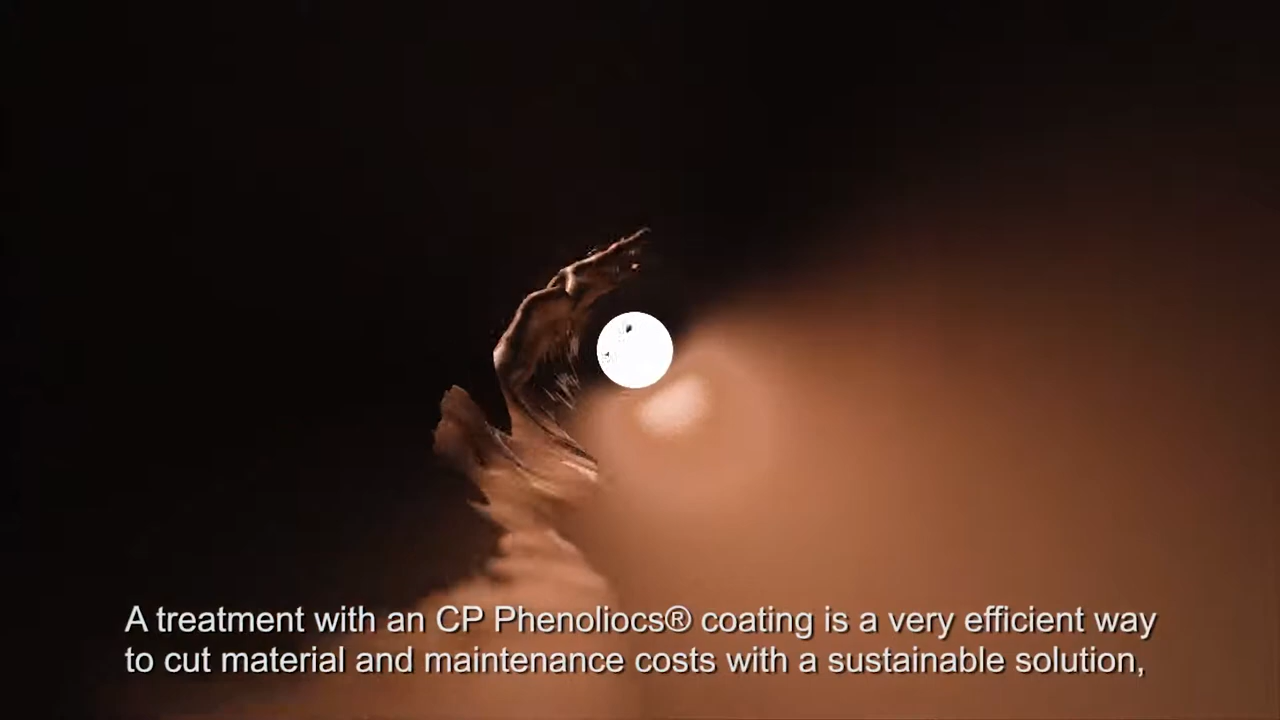 A treatment with an CP Phenoliocs® coating is a very efficient way
to cut material and maintenance costs with a sustainable solution,